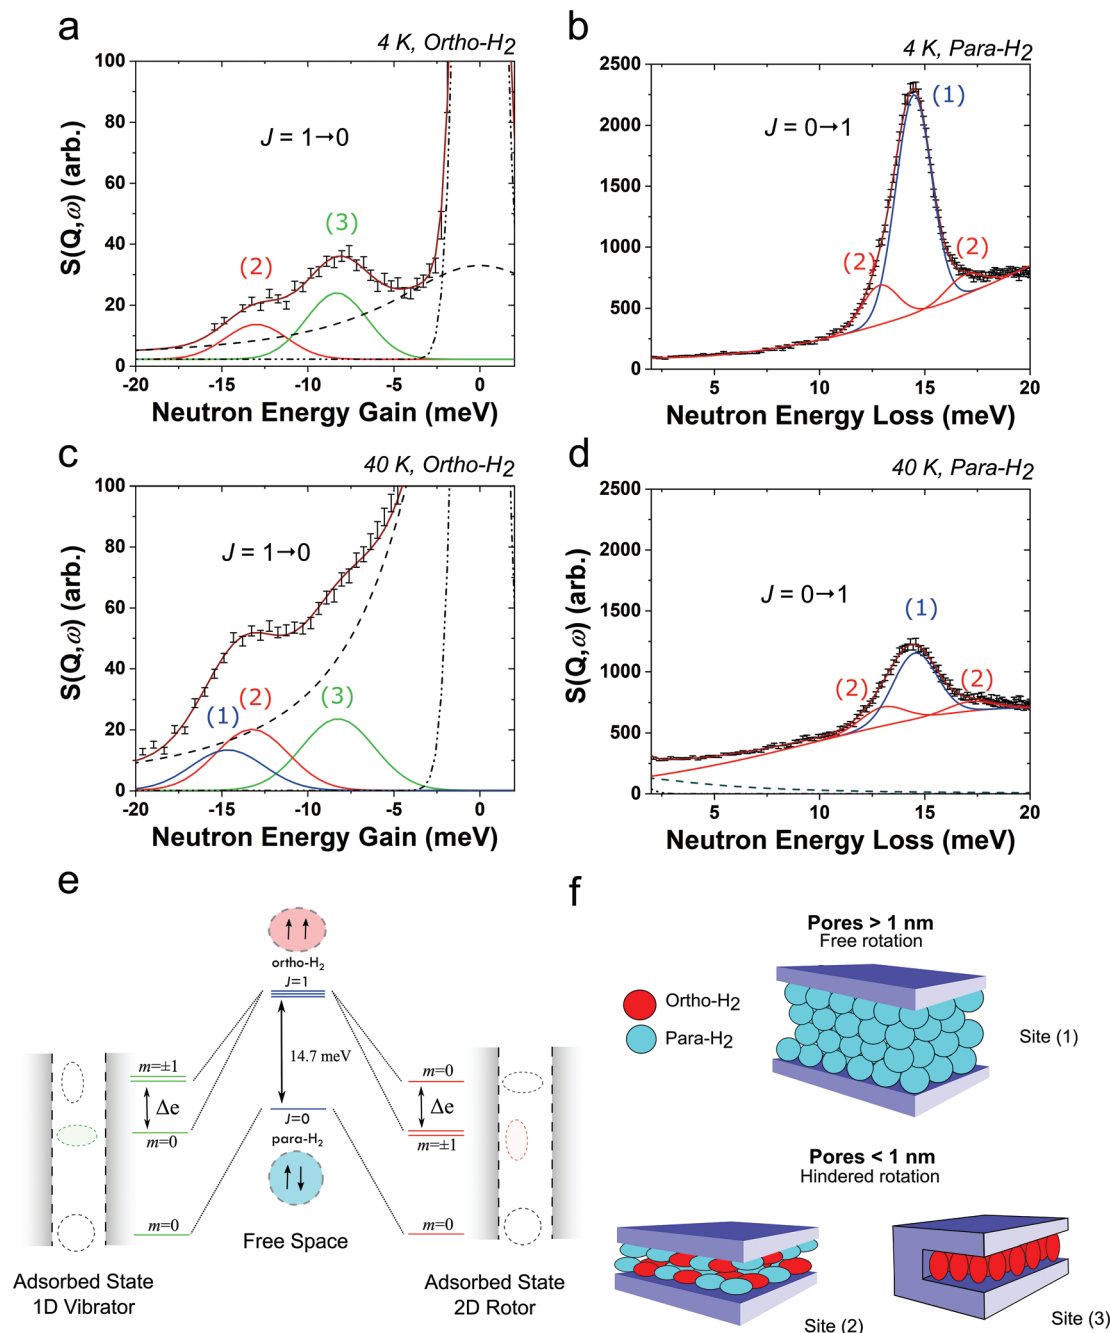 a
4 K, Ortho-H₂
J = 1→0
(2)
(3)
S(Q,ω) (arb.)
100
80
60
40
20
0
-20 -15 -10 -5 0
Neutron Energy Gain (meV)
b
4 K, Para-H₂
J = 0→1
(1)
(2)
(2)
S(Q,ω) (arb.)
2500
2000
1500
1000
500
0
5 10 15 20
Neutron Energy Loss (meV)
c
40 K, Ortho-H₂
J = 1→0
(1)
(2)
(3)
S(Q,ω) (arb.)
100
80
60
40
20
0
-20 -15 -10 -5 0
Neutron Energy Gain (meV)
d
40 K, Para-H₂
J = 0→1
(1)
(2)
(2)
S(Q,ω) (arb.)
2500
2000
1500
1000
500
0
5 10 15 20
Neutron Energy Loss (meV)
e
ortho-H₂
J=1
14.7 meV
J=0
para-H₂
Free Space
m=±1
Δe
m=0
m=0
Adsorbed State
1D Vibrator
m=0
Δe
m=±1
m=0
Adsorbed State
2D Rotor
f
Pores > 1 nm
Free rotation
Ortho-H₂
Para-H₂
Site (1)
Pores < 1 nm
Hindered rotation
Site (2)
Site (3)